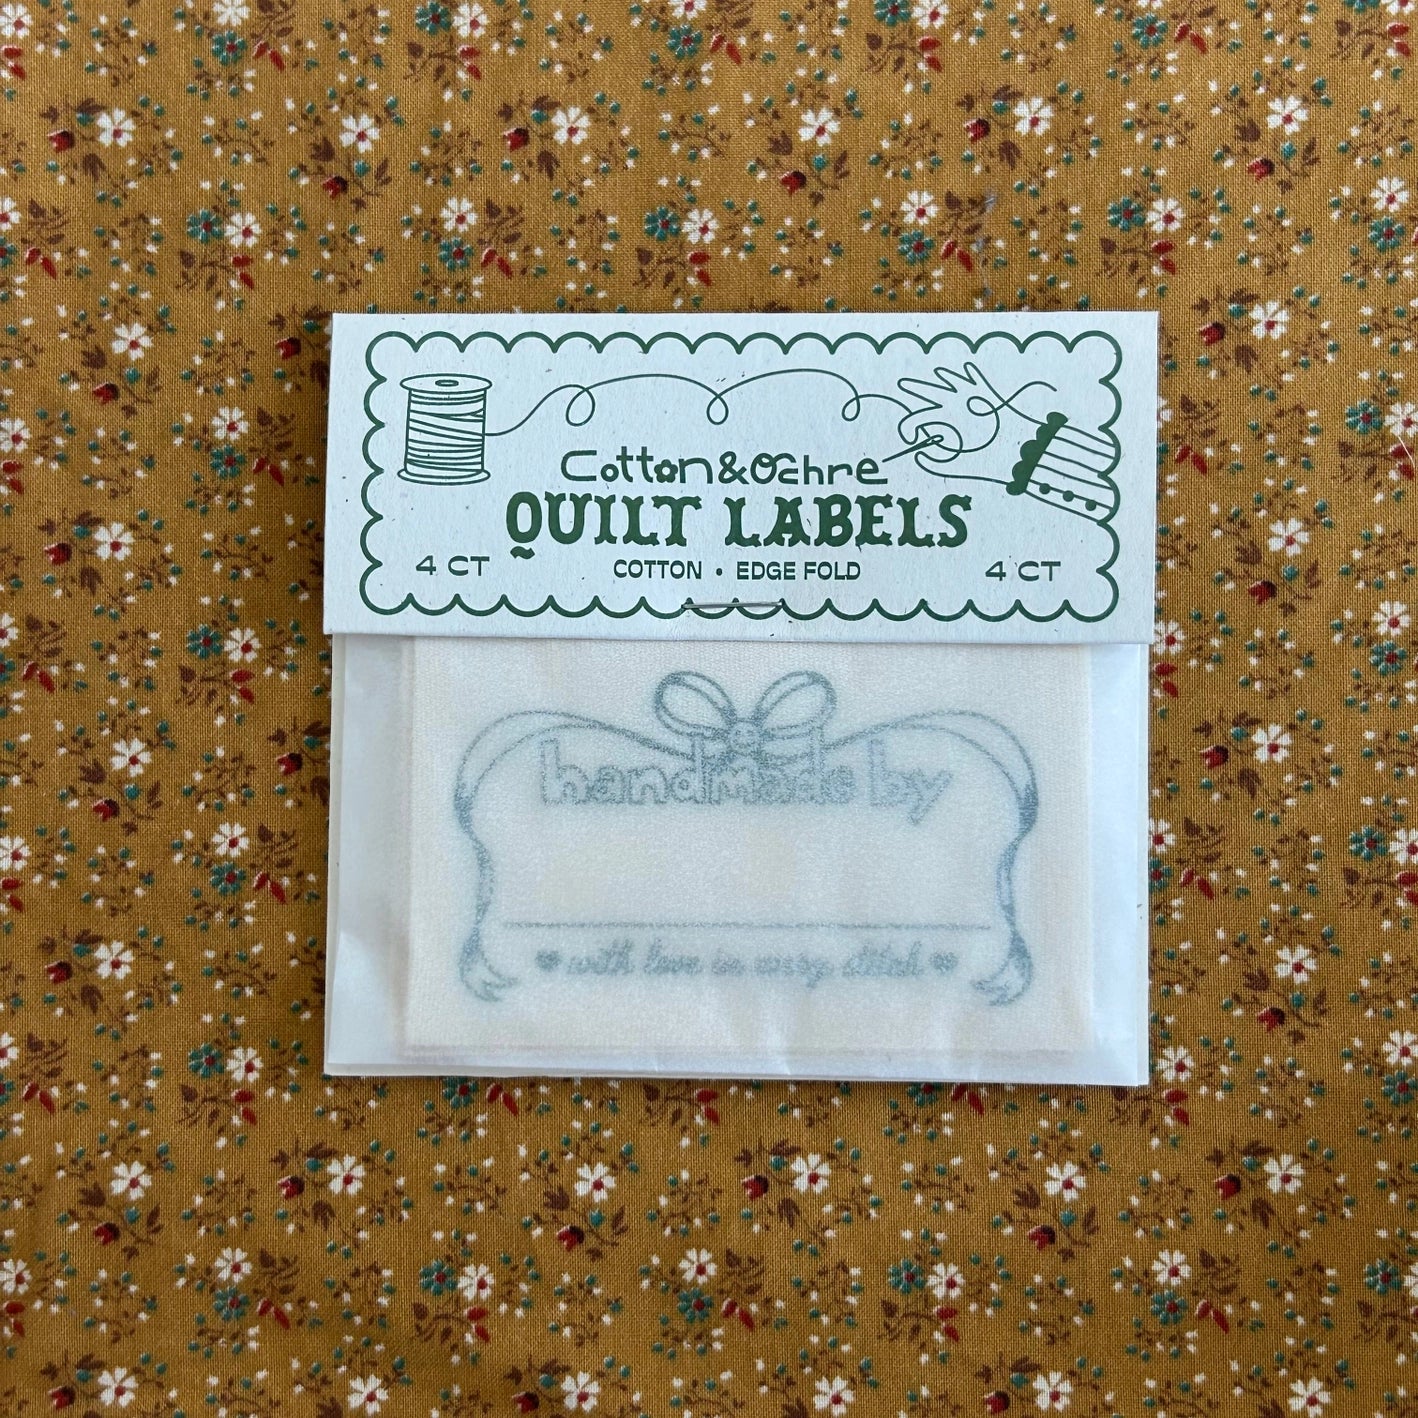 Cotton&Ochre
QUILT LABELS
4 CT COTTON • EDGE FOLD 4 CT
handmade by
♥ with love in every stitch ♥